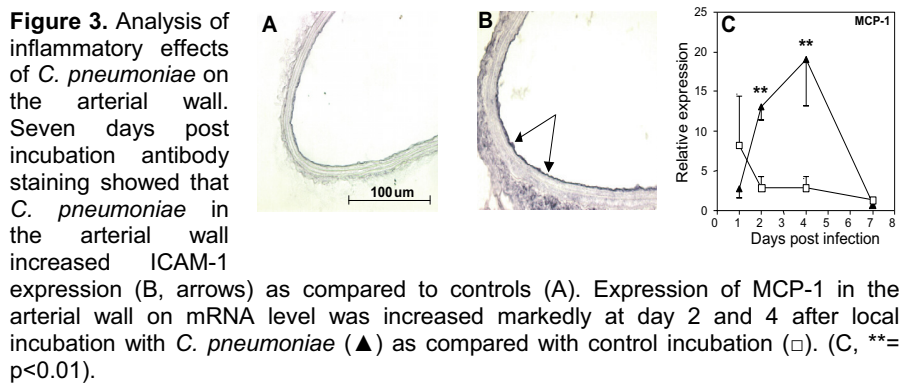 Figure 3. Analysis of
inflammatory effects
of C. pneumoniae on
the arterial wall.
Seven days post
incubation antibody
staining showed that
C. pneumoniae in
the arterial wall
increased ICAM-1
expression (B, arrows) as compared to controls (A). Expression of MCP-1 in the
arterial wall on mRNA level was increased markedly at day 2 and 4 after local
incubation with C. pneumoniae (▲) as compared with control incubation (□). (C, **=
p<0.01).
A
100 um
B
C
MCP-1
Relative expression
25
20
15
10
5
0
**
**
0 1 2 3 4 5 6 7 8
Days post infection